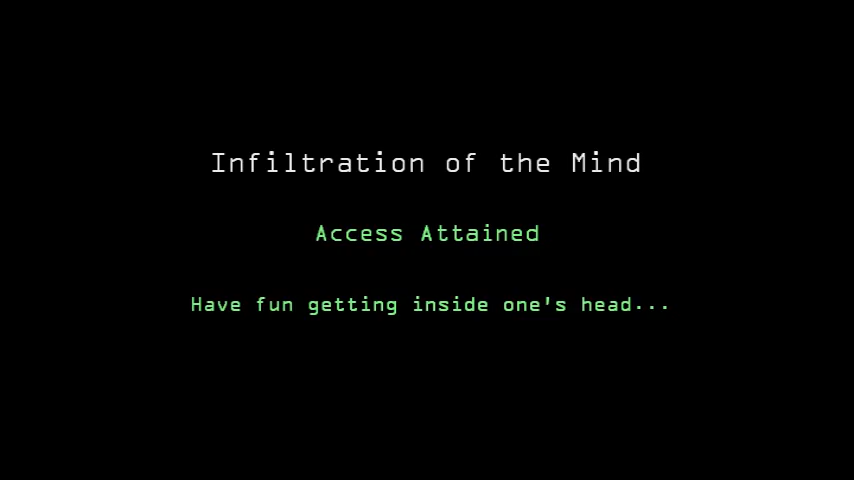 Infiltration of the Mind
Access Attained
Have fun getting inside one's head...